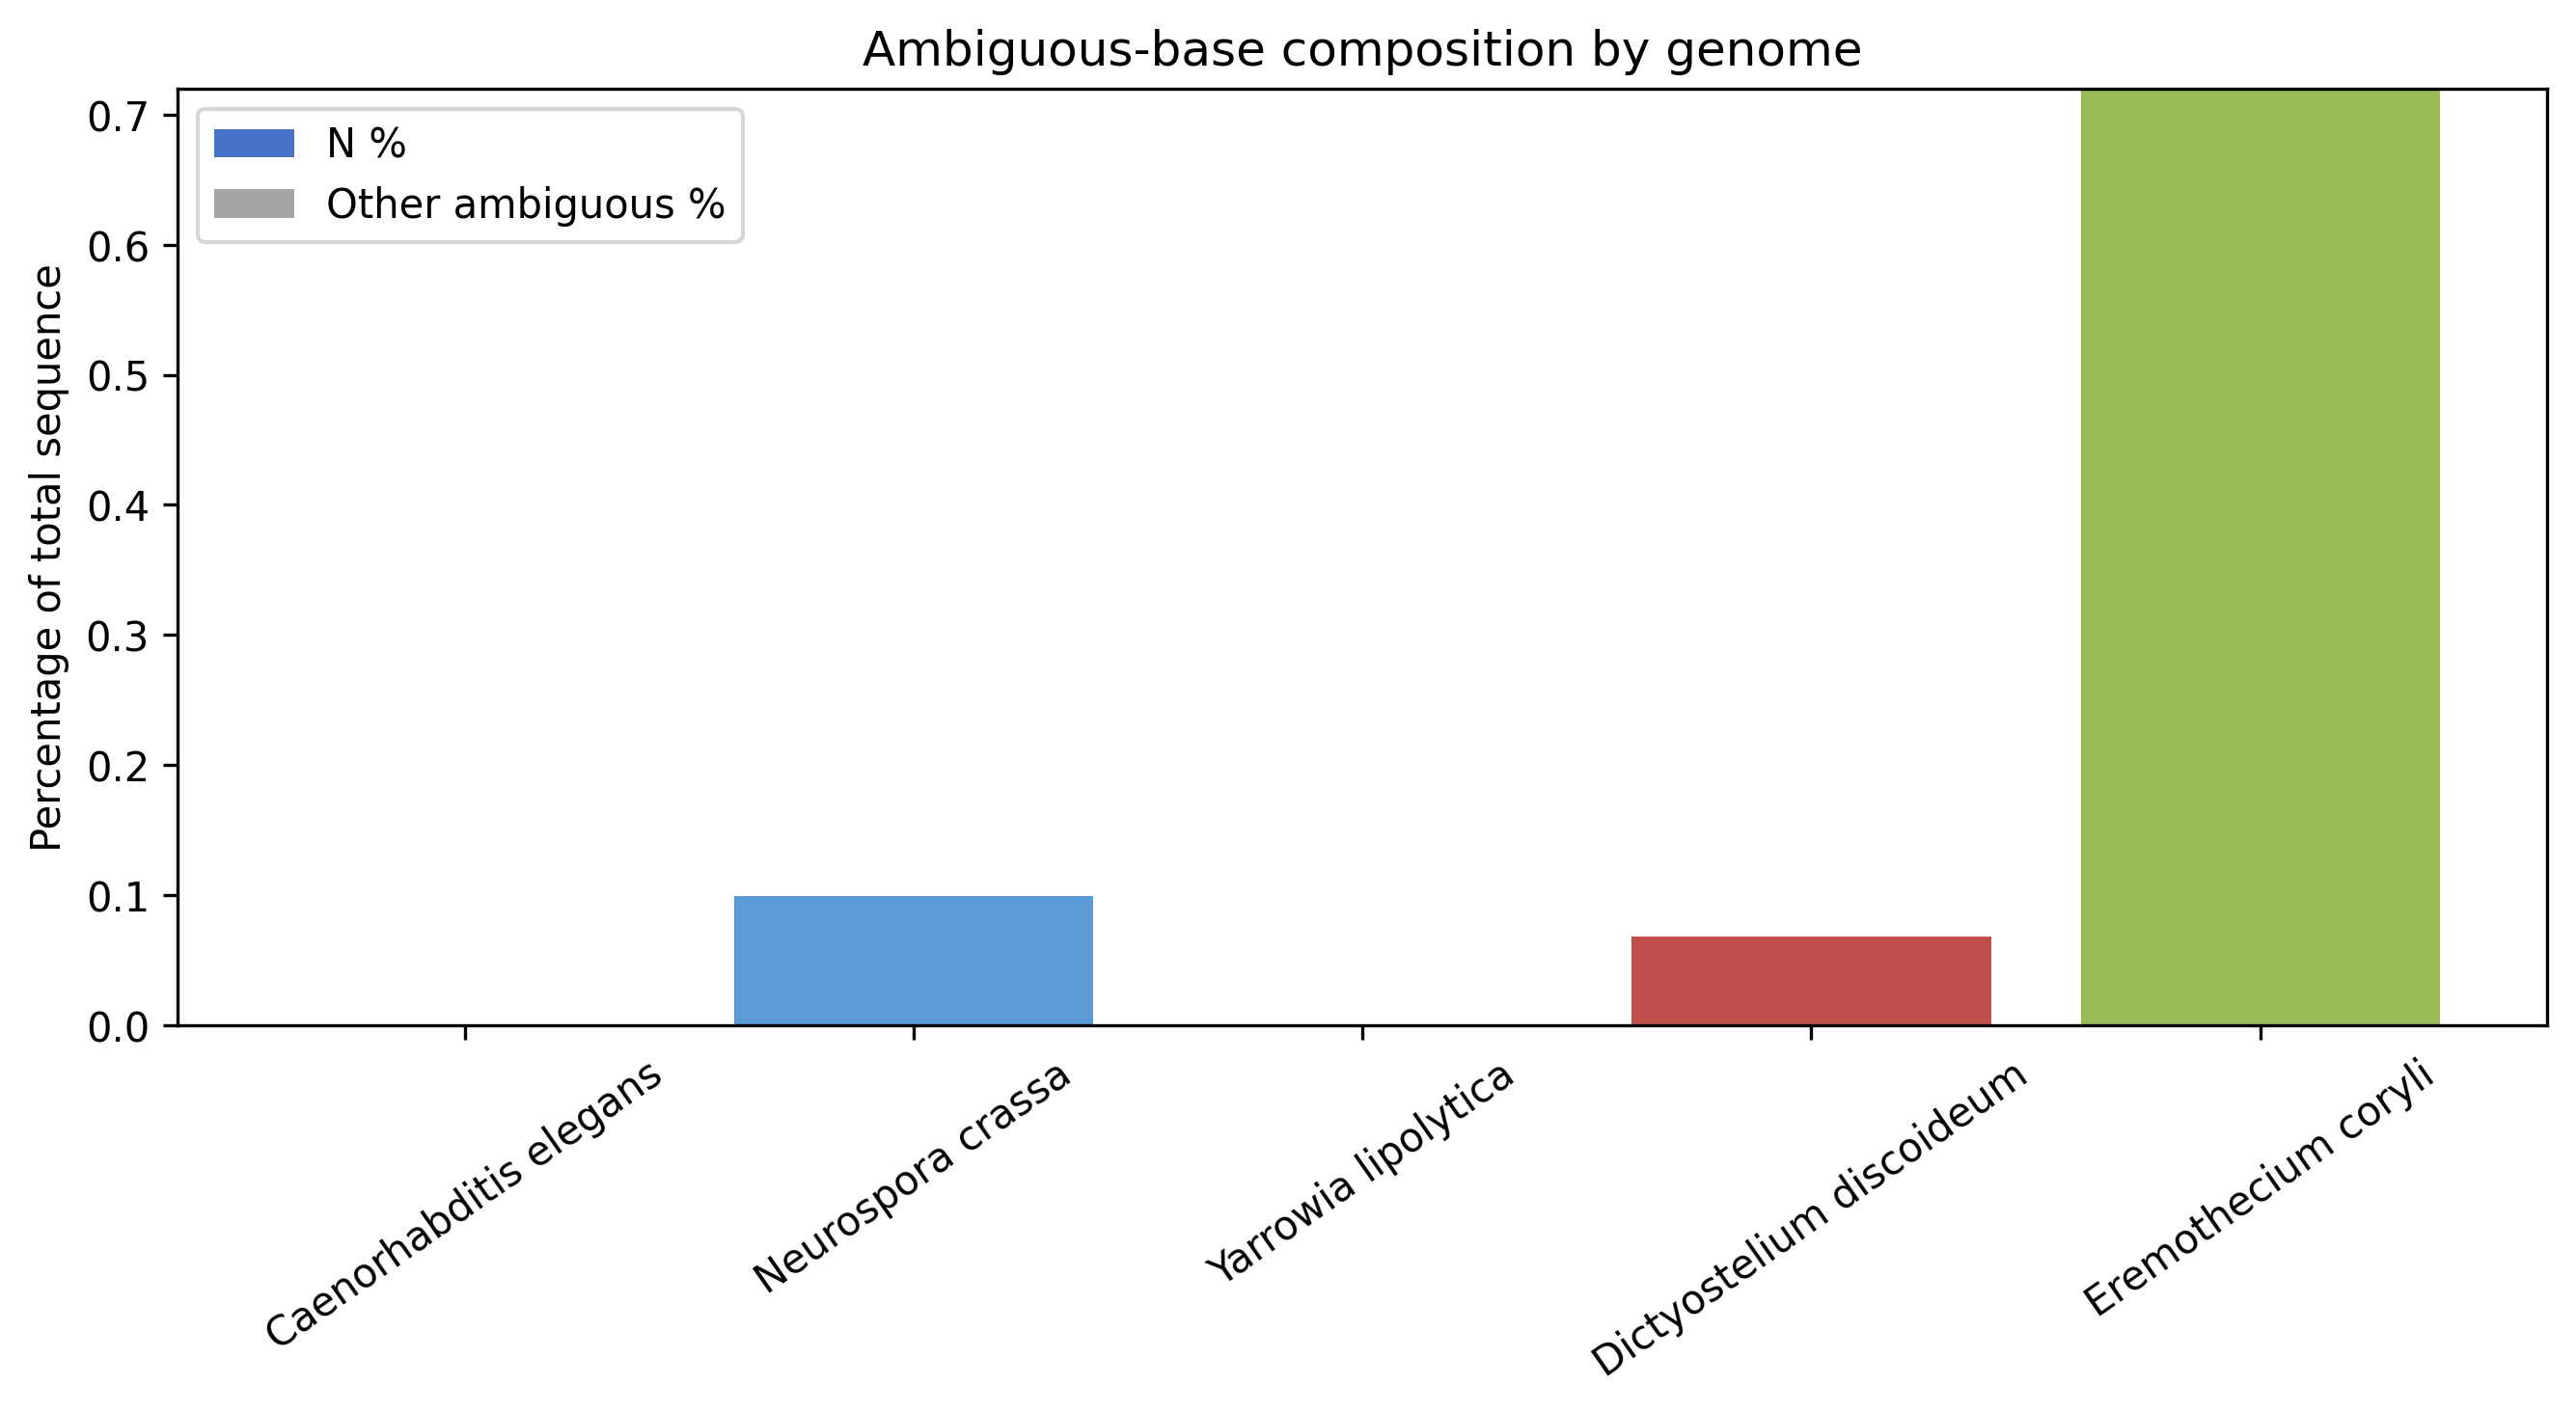 Ambiguous-base composition by genome
N %
Other ambiguous %
Percentage of total sequence
0.7
0.6
0.5
0.4
0.3
0.2
0.1
0.0
Caenorhabditis elegans
Neurospora crassa
Yarrowia lipolytica
Dictyostelium discoideum
Eremothecium coryli